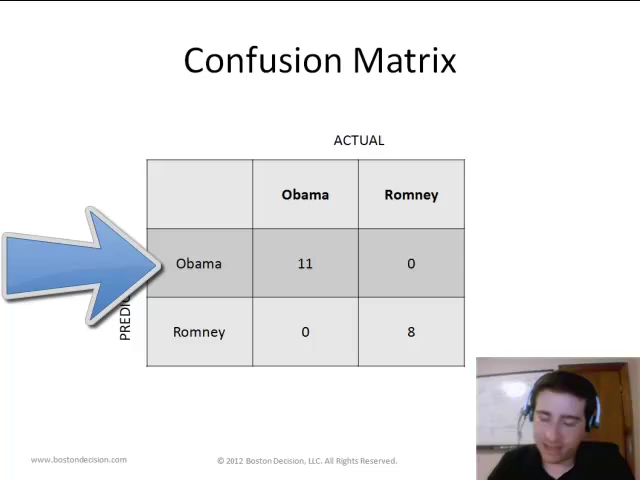 Confusion Matrix
ACTUAL
Obama Romney
Obama 11 0
Romney 0 8
www.bostondecision.com
© 2012 Boston Decision, LLC. All Rights Reserved.